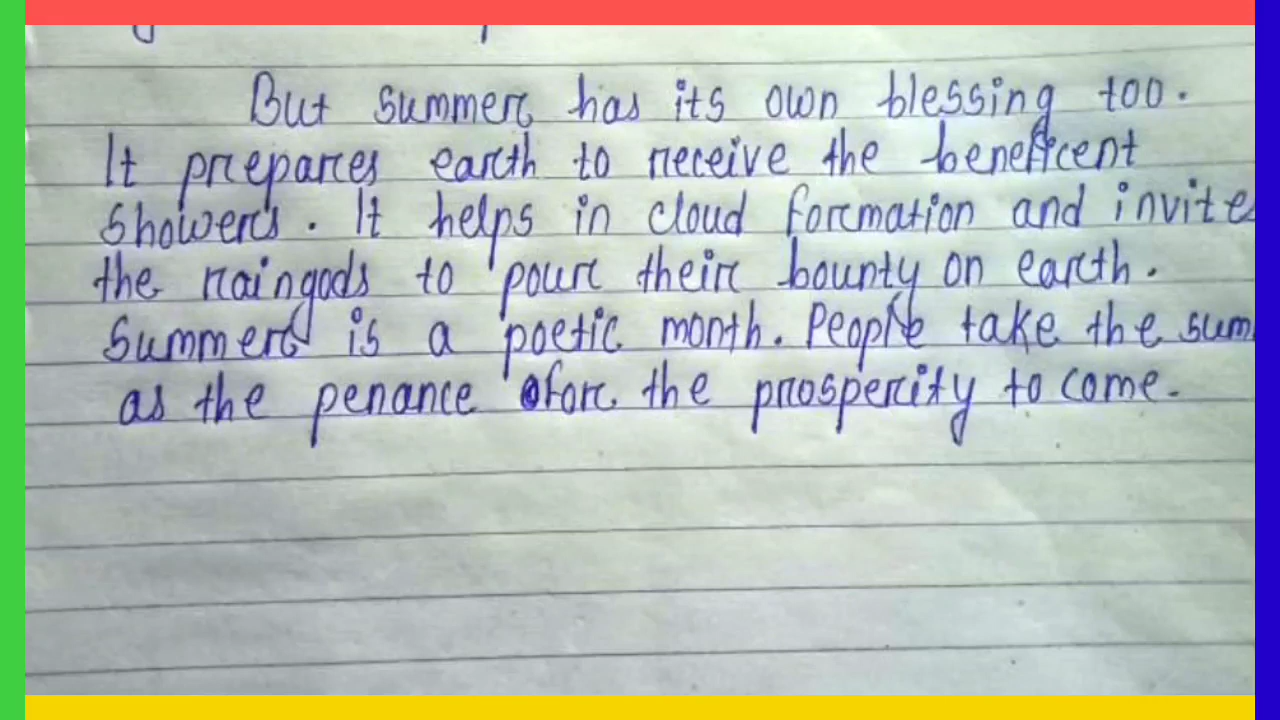 But summer has its own blessing too.
It prepares earth to receive the beneficent
showers. It helps in cloud formation and invite
the raingods to pour their bounty on earth.
Summer is a poetic month. People take the sum
as the penance for the prosperity to come.